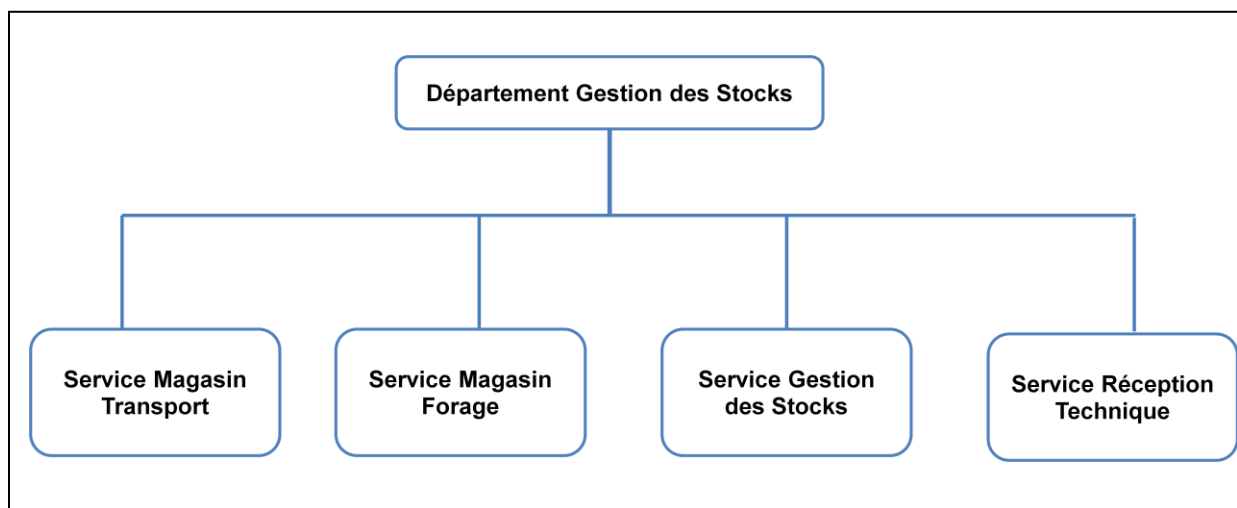 Département Gestion des Stocks
Service Magasin
Transport
Service Magasin
Forage
Service Gestion
des Stocks
Service Réception
Technique